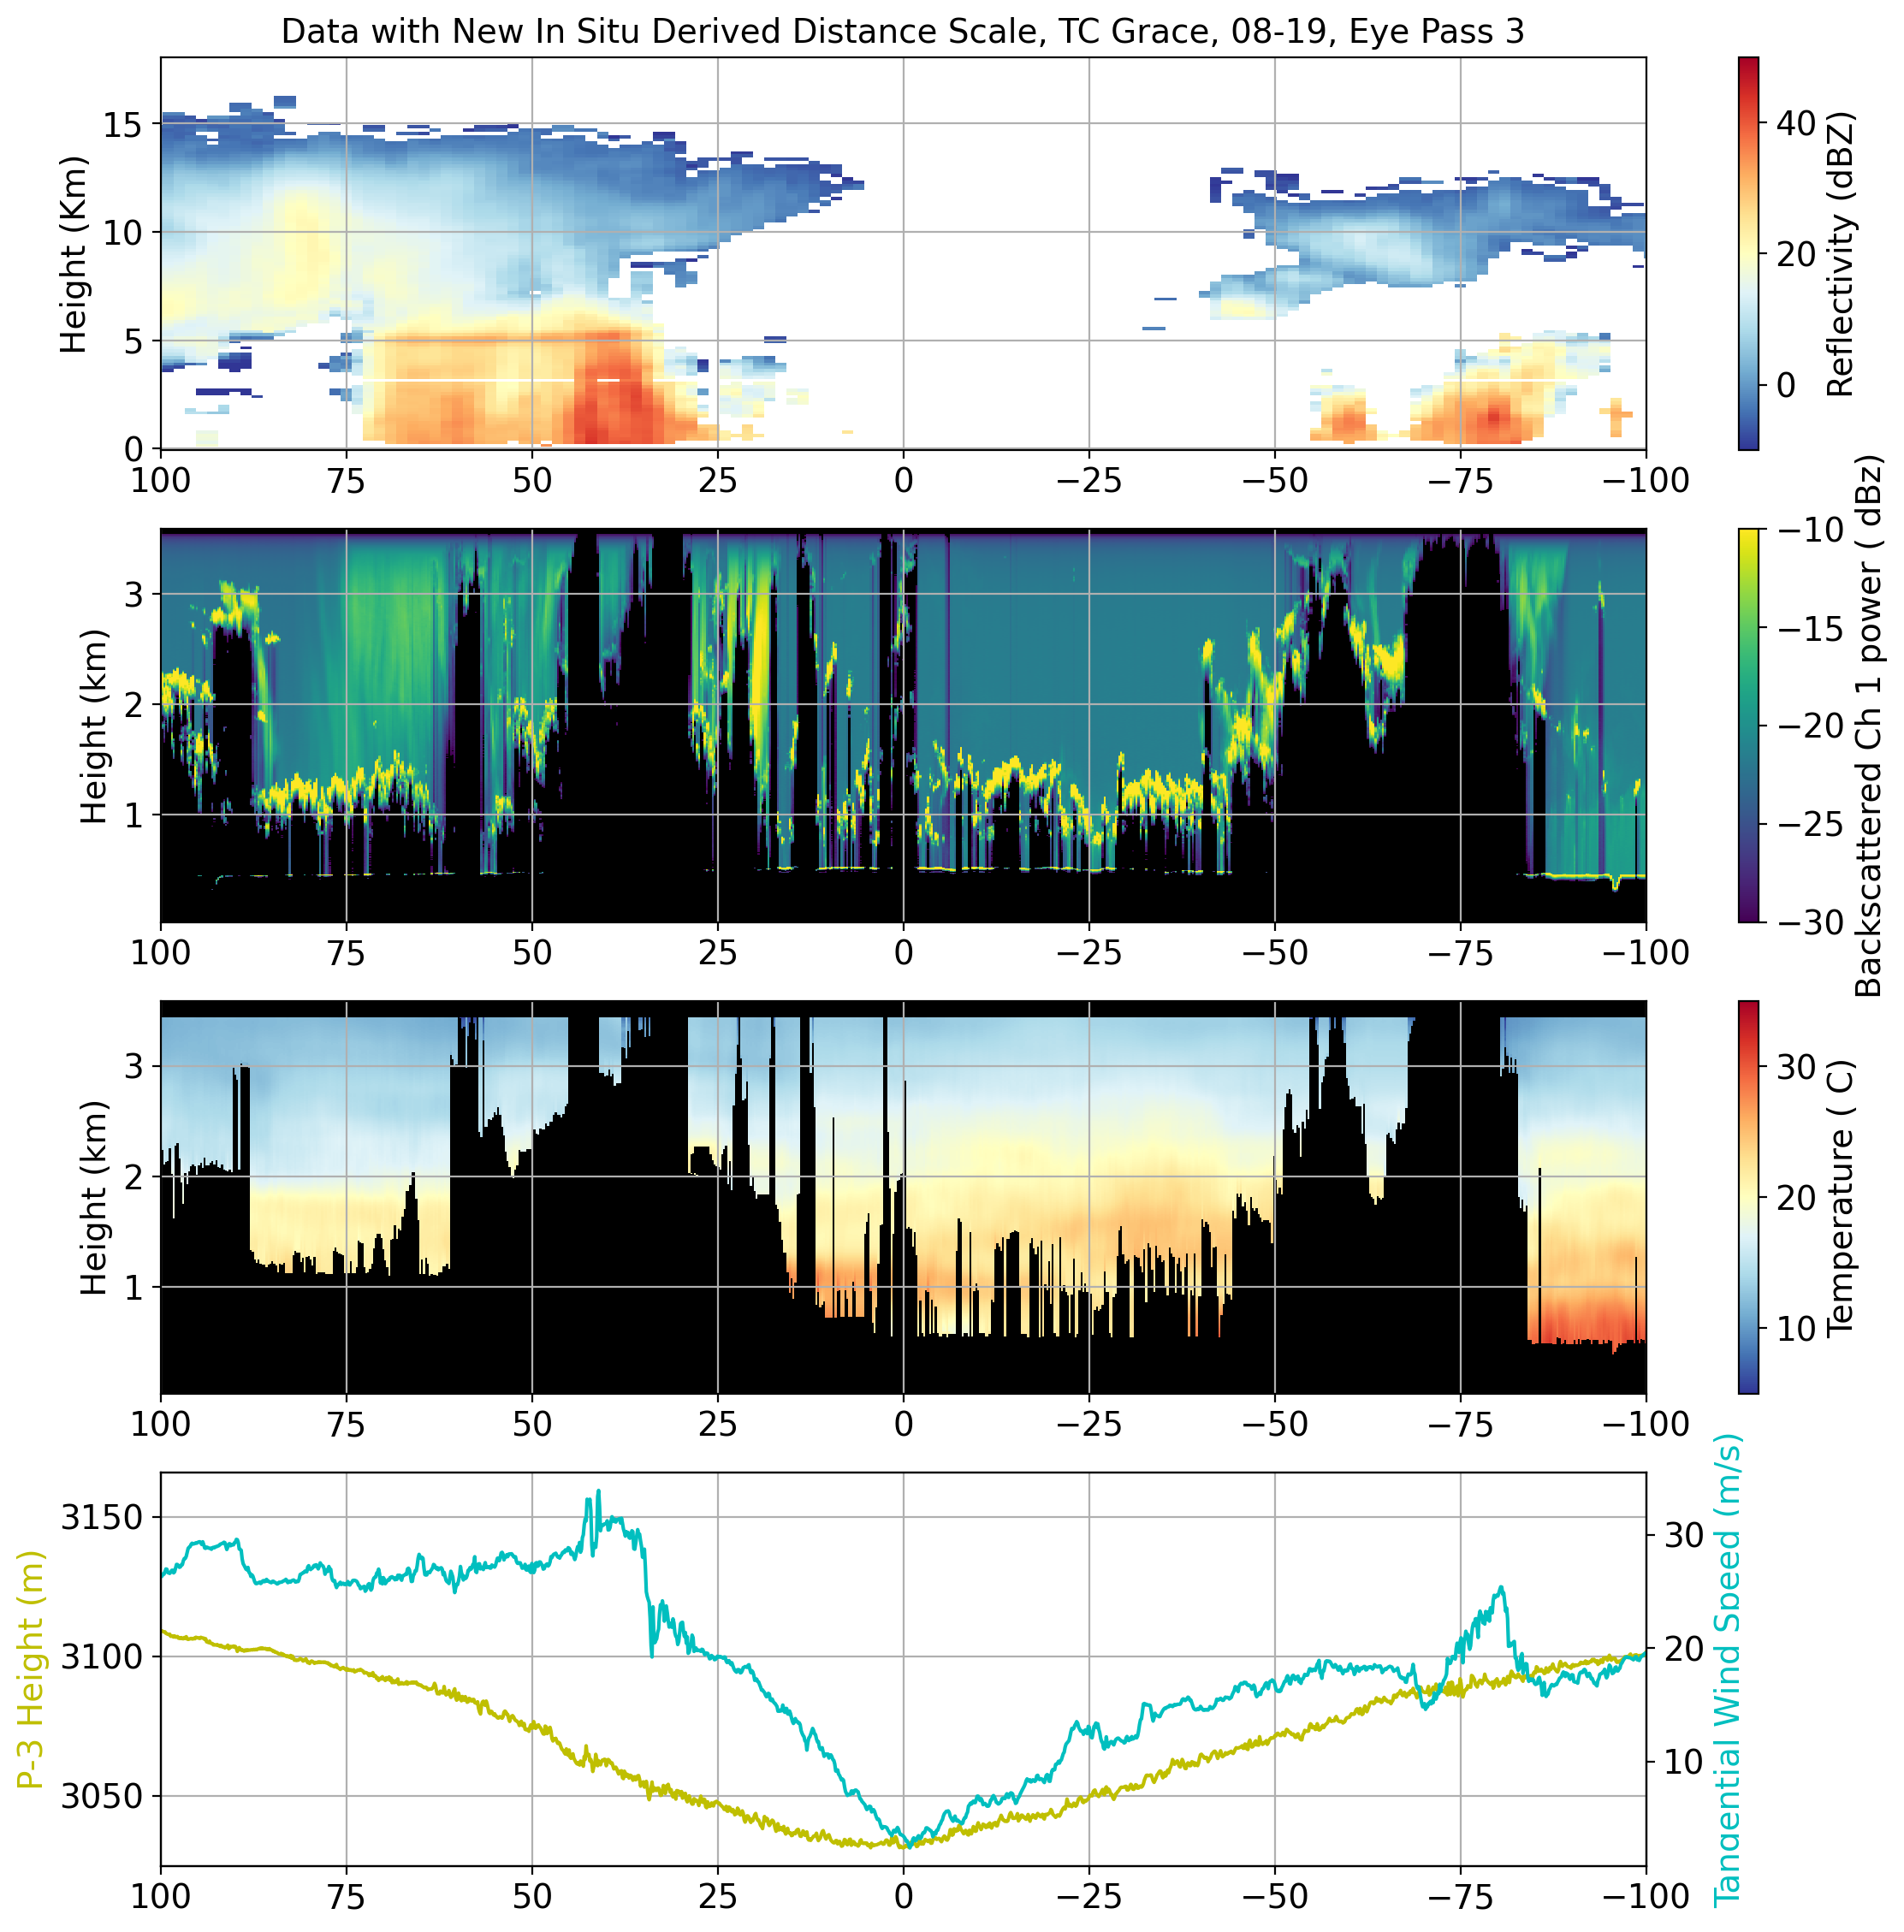 Data with New In Situ Derived Distance Scale, TC Grace, 08-19, Eye Pass 3
Height (Km)
15
10
5
0
100 75 50 25 0 −25 −50 −75 −100
40
20
0
Reflectivity (dBZ)
Height (km)
3
2
1
100 75 50 25 0 −25 −50 −75 −100
−10
−15
−20
−25
−30
Backscattered Ch 1 power ( dBz)
Height (km)
3
2
1
100 75 50 25 0 −25 −50 −75 −100
30
20
10
Temperature ( C)
P-3 Height (m)
3150
3100
3050
100 75 50 25 0 −25 −50 −75 −100
30
20
10
Tangential Wind Speed (m/s)